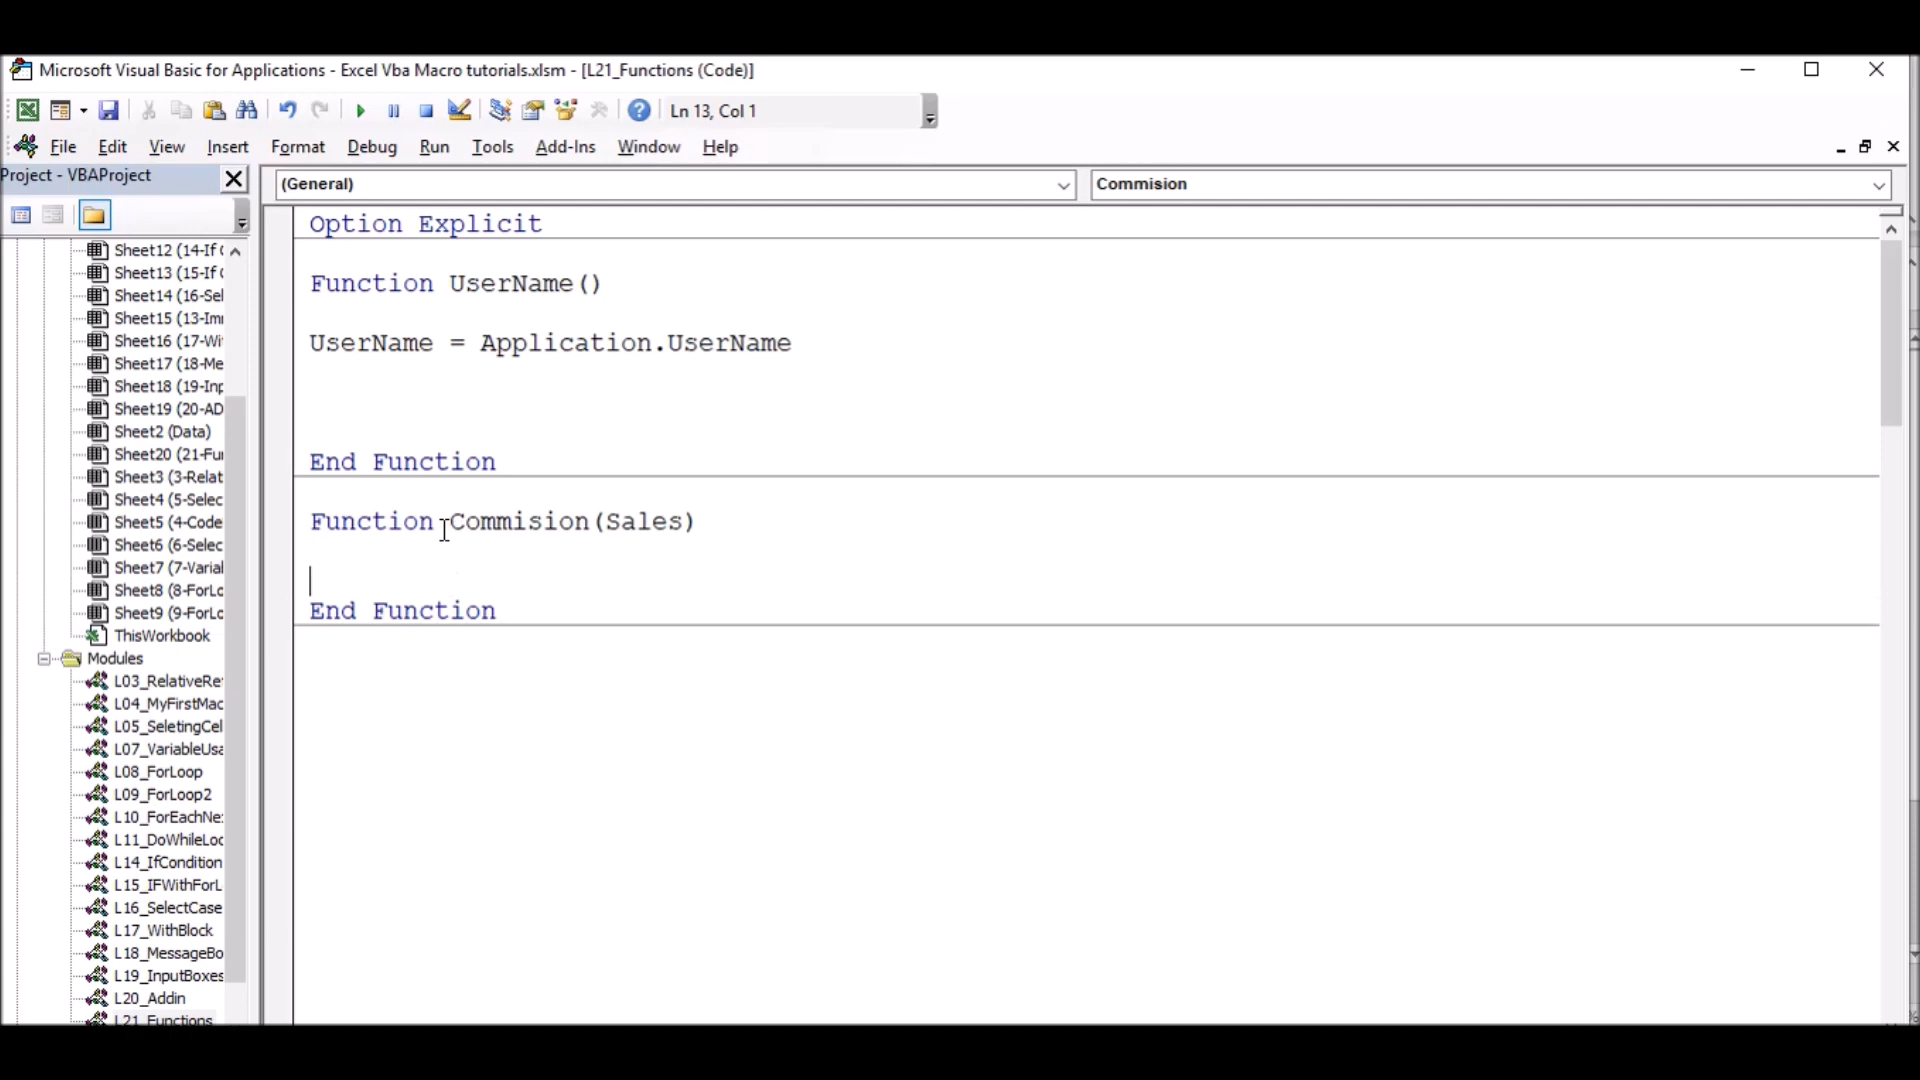 Microsoft Visual Basic for Applications - Excel Vba Macro tutorials.xlsm - [L21_Functions (Code)]
Ln 13, Col 1
File Edit View Insert Format Debug Run Tools Add-Ins Window Help
Project - VBAProject
(General)
Commision
Sheet12 (14-If
Sheet13 (15-If
Sheet14 (16-Sel
Sheet15 (13-Im
Sheet16 (17-Wi
Sheet17 (18-Me
Sheet18 (19-Inp
Sheet19 (20-AD
Sheet2 (Data)
Sheet20 (21-Fu
Sheet3 (3-Relat
Sheet4 (5-Selec
Sheet5 (4-Code
Sheet6 (6-Selec
Sheet7 (7-Varial
Sheet8 (8-ForLo
Sheet9 (9-ForLo
ThisWorkbook
Modules
L03_RelativeRe
L04_MyFirstMac
L05_SeletingCel
L07_VariableUsa
L08_ForLoop
L09_ForLoop2
L10_ForEachNe
L11_DoWhileLoo
L14_IfCondition
L15_IFWithForL
L16_SelectCase
L17_WithBlock
L18_MessageBo
L19_InputBoxes
L20_Addin
L21_Functions
Option Explicit
Function UserName()
UserName = Application.UserName
End Function
Function Commision(Sales)
End Function